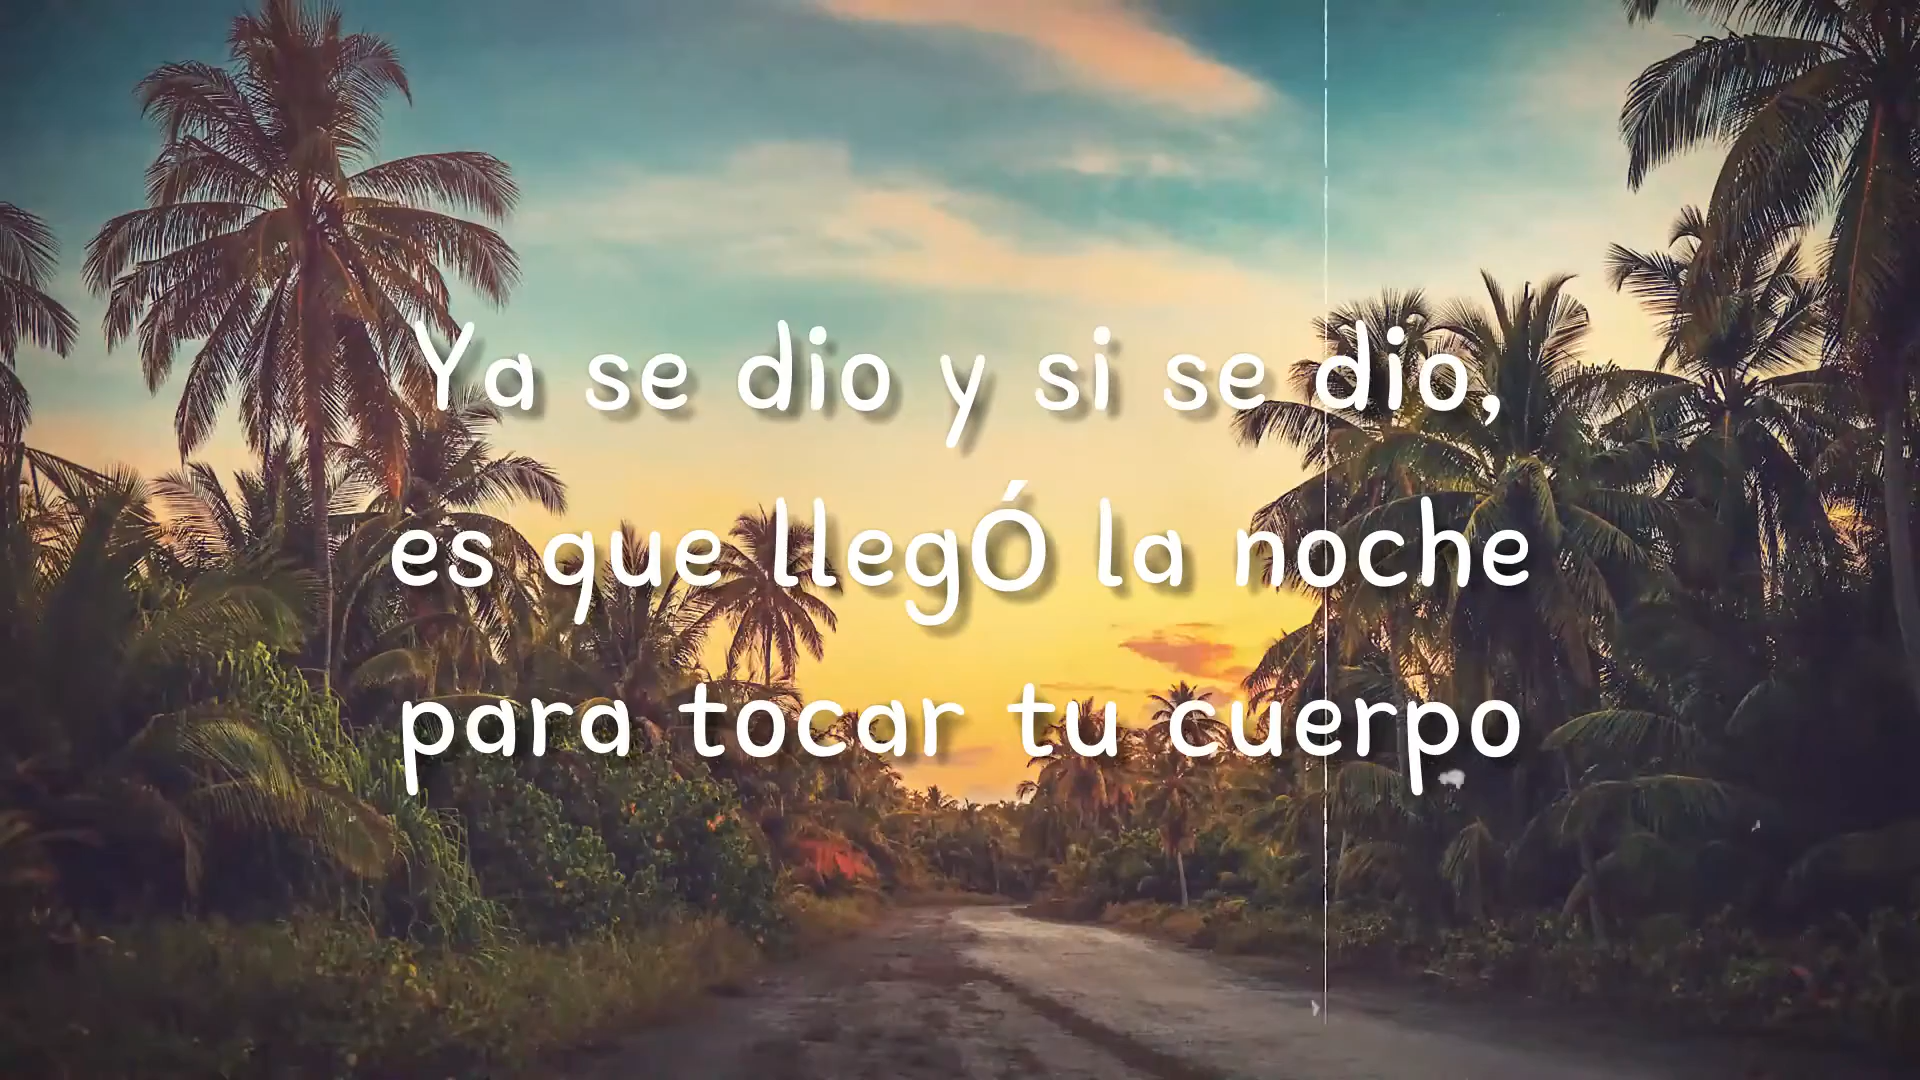 Ya se dio y si se dio,
es que llegÓ la noche
para tocar tu cuerpo